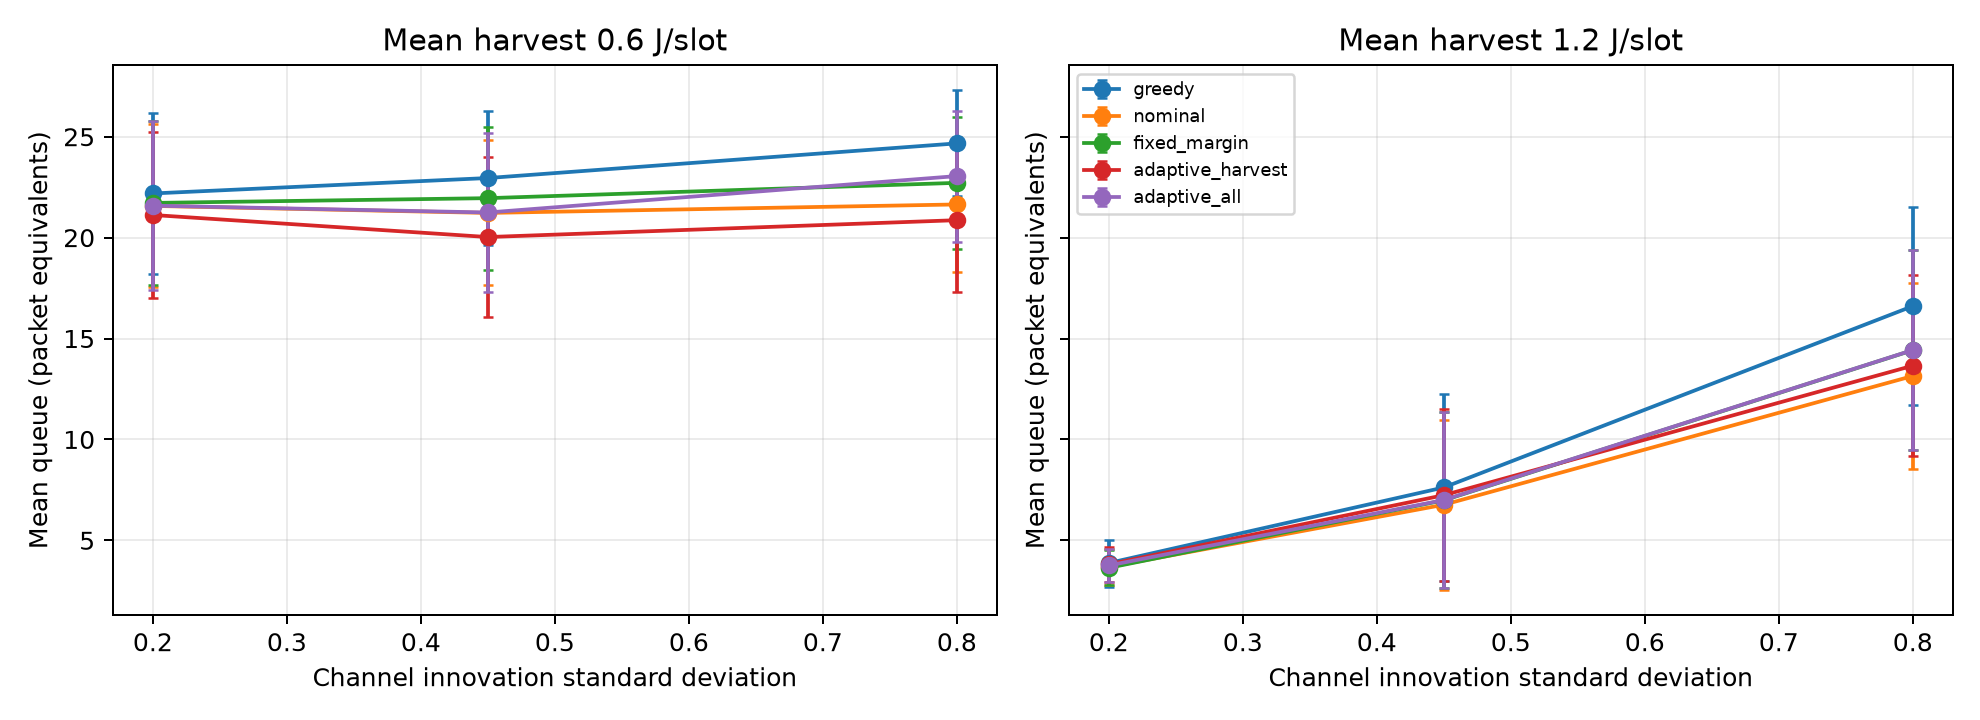 Mean harvest 0.6 J/slot
Mean queue (packet equivalents)
25
20
15
10
5
0.2 0.3 0.4 0.5 0.6 0.7 0.8
Channel innovation standard deviation
Mean harvest 1.2 J/slot
Mean queue (packet equivalents)
greedy
nominal
fixed_margin
adaptive_harvest
adaptive_all
0.2 0.3 0.4 0.5 0.6 0.7 0.8
Channel innovation standard deviation